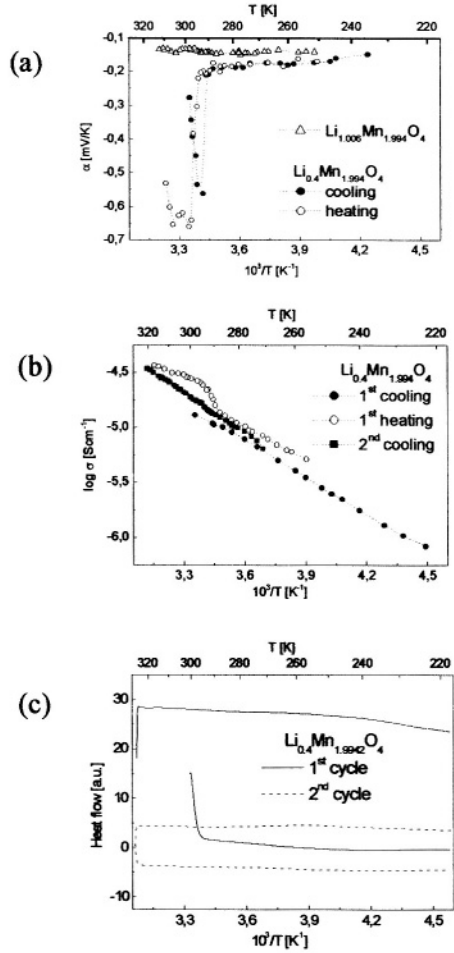 (a)
T [K]
320 300 280 260 240 220
-0,1
-0,2
-0,3
-0,4
-0,5
-0,6
-0,7
α [mV/K]
Li1.006Mn1.994O4
Li0.4Mn1.994O4
cooling
heating
3,3 3,6 3,9 4,2 4,5
10³/T [K⁻¹]
(b)
T [K]
320 300 280 260 240 220
-4,5
-5,0
-5,5
-6,0
log σ [Scm⁻¹]
Li0.4Mn1.994O4
1st cooling
1st heating
2nd cooling
3,3 3,6 3,9 4,2 4,5
10³/T [K⁻¹]
(c)
T [K]
320 300 280 260 240 220
30
20
10
0
-10
Heat flow [a.u.]
Li0.4Mn1.9942O4
1st cycle
2nd cycle
3,3 3,6 3,9 4,2 4,5
10³/T [K⁻¹]